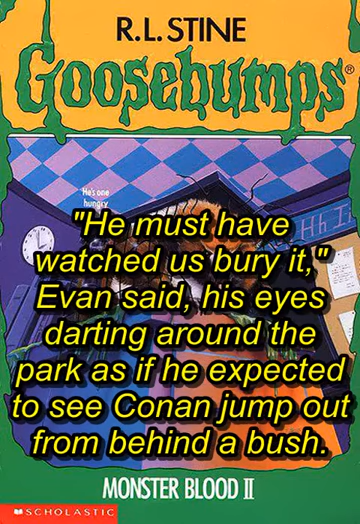 R.L. STINE
Goosebumps®
He's one
hungry
"He must have
watched us bury it,"
Evan said, his eyes
darting around the
park as if he expected
to see Conan jump out
from behind a bush.
MONSTER BLOOD II
SCHOLASTIC